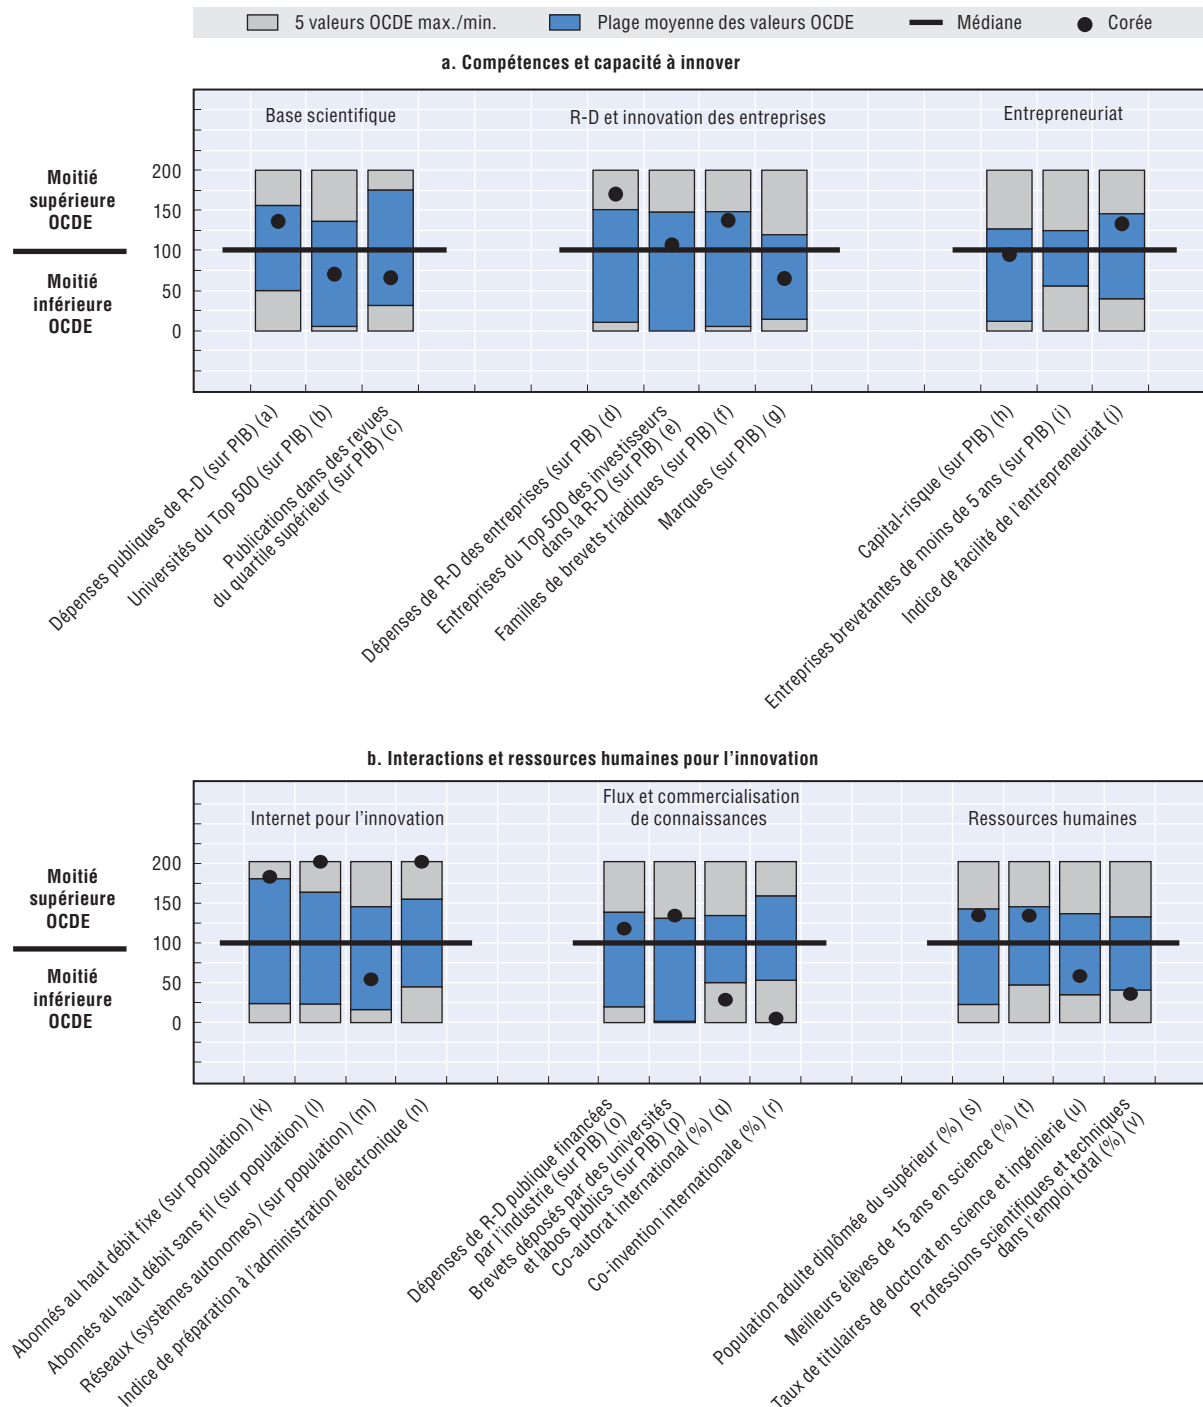 5 valeurs OCDE max./min.
Plage moyenne des valeurs OCDE
Médiane
Corée
a. Compétences et capacité à innover
Base scientifique
R-D et innovation des entreprises
Entrepreneuriat
Moitié
supérieure
OCDE
Moitié
inférieure
OCDE
200
150
100
50
0
Dépenses publiques de R-D (sur PIB) (a)
Universités du Top 500 (sur PIB) (b)
Publications dans des revues
du quartile supérieur (sur PIB) (c)
Dépenses de R-D des entreprises (sur PIB) (d)
Entreprises du Top 500 des investisseurs
dans la R-D (sur PIB) (e)
Familles de brevets triadiques (sur PIB) (f)
Marques (sur PIB) (g)
Capital-risque (sur PIB) (h)
Entreprises brevetantes de moins de 5 ans (sur PIB) (i)
Indice de facilité de l'entrepreneuriat (j)
b. Interactions et ressources humaines pour l'innovation
Internet pour l'innovation
Flux et commercialisation
de connaissances
Ressources humaines
Moitié
supérieure
OCDE
Moitié
inférieure
OCDE
200
150
100
50
0
Abonnés au haut débit fixe (sur population) (k)
Abonnés au haut débit sans fil (sur population) (l)
Réseaux (systèmes autonomes) (sur population) (m)
Indice de préparation à l'administration électronique (n)
Dépenses de R-D publique financées
par l'industrie (sur PIB) (o)
Brevets déposés par des universités
et labos publics (sur PIB) (p)
Co-autorat international (%) (q)
Co-invention internationale (%) (r)
Population adulte diplômée du supérieur (%) (s)
Meilleurs élèves de 15 ans en science (%) (t)
Taux de titulaires de doctorat en science et ingénierie (u)
Professions scientifiques et techniques
dans l'emploi total (%) (v)